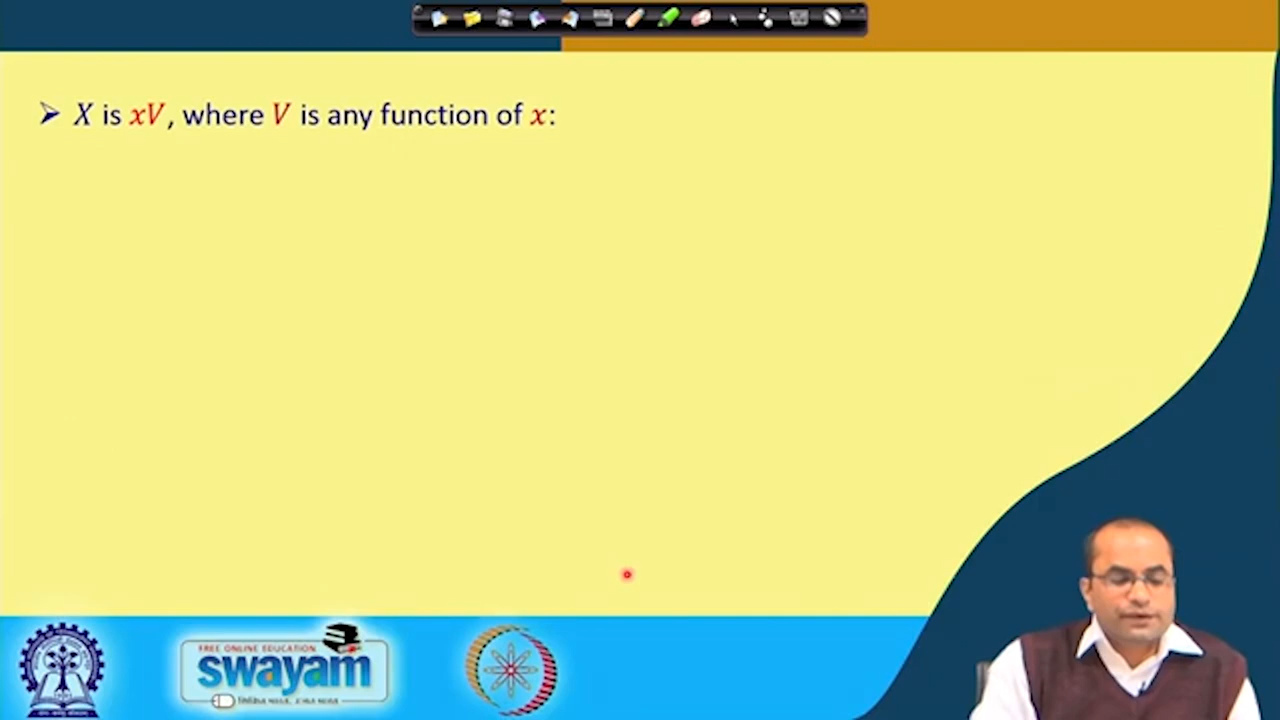 ➢ X is xV, where V is any function of x:
FREE ONLINE EDUCATION
swayam